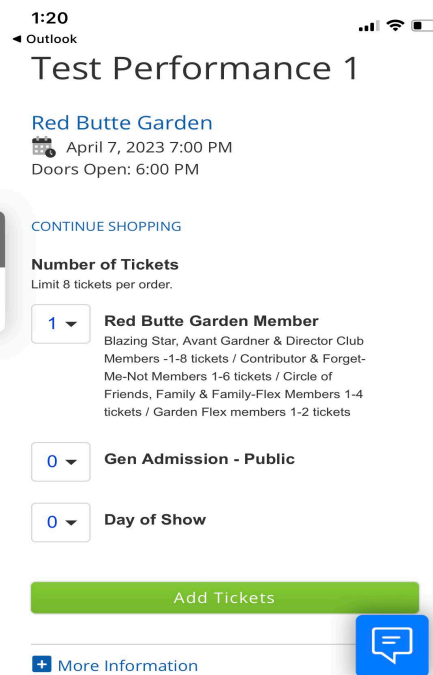 1:20
◄ Outlook
Test Performance 1
Red Butte Garden
April 7, 2023 7:00 PM
Doors Open: 6:00 PM
CONTINUE SHOPPING
Number of Tickets
Limit 8 tickets per order.
1
Red Butte Garden Member
Blazing Star, Avant Gardner & Director Club
Members -1-8 tickets / Contributor & Forget-
Me-Not Members 1-6 tickets / Circle of
Friends, Family & Family-Flex Members 1-4
tickets / Garden Flex members 1-2 tickets
0
Gen Admission - Public
0
Day of Show
Add Tickets
More Information